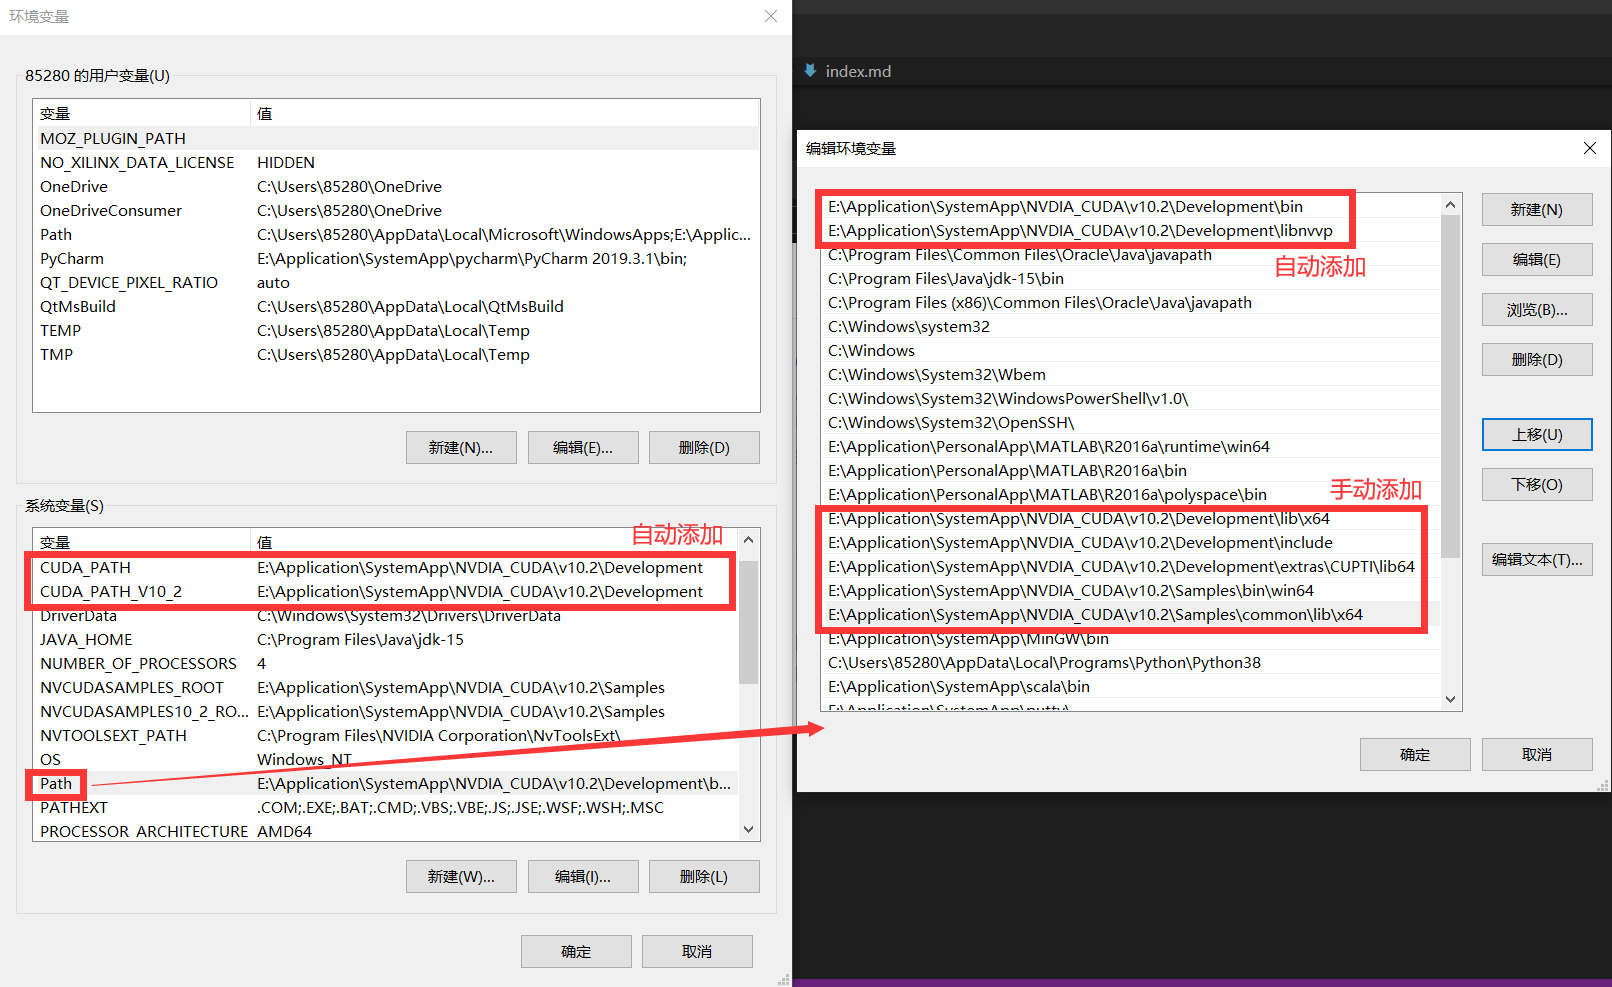 环境变量
85280 的用户变量(U)
变量 值
MOZ_PLUGIN_PATH
NO_XILINX_DATA_LICENSE HIDDEN
OneDrive C:\Users\85280\OneDrive
OneDriveConsumer C:\Users\85280\OneDrive
Path C:\Users\85280\AppData\Local\Microsoft\WindowsApps;E:\Applic...
PyCharm E:\Application\SystemApp\pycharm\PyCharm 2019.3.1\bin;
QT_DEVICE_PIXEL_RATIO auto
QtMsBuild C:\Users\85280\AppData\Local\QtMsBuild
TEMP C:\Users\85280\AppData\Local\Temp
TMP C:\Users\85280\AppData\Local\Temp
新建(N)... 编辑(E)... 删除(D)
系统变量(S)
自动添加
变量 值
CUDA_PATH E:\Application\SystemApp\NVDIA_CUDA\v10.2\Development
CUDA_PATH_V10_2 E:\Application\SystemApp\NVDIA_CUDA\v10.2\Development
DriverData C:\Windows\System32\Drivers\DriverData
JAVA_HOME C:\Program Files\Java\jdk-15
NUMBER_OF_PROCESSORS 4
NVCUDASAMPLES_ROOT E:\Application\SystemApp\NVDIA_CUDA\v10.2\Samples
NVCUDASAMPLES10_2_RO... E:\Application\SystemApp\NVDIA_CUDA\v10.2\Samples
NVTOOLSEXT_PATH C:\Program Files\NVIDIA Corporation\NvToolsExt\
OS Windows_NT
Path E:\Application\SystemApp\NVDIA_CUDA\v10.2\Development\b...
PATHEXT .COM;.EXE;.BAT;.CMD;.VBS;.VBE;.JS;.JSE;.WSF;.WSH;.MSC
PROCESSOR_ARCHITECTURE AMD64
新建(W)... 编辑(I)... 删除(L)
确定 取消
index.md
编辑环境变量
E:\Application\SystemApp\NVDIA_CUDA\v10.2\Development\bin
E:\Application\SystemApp\NVDIA_CUDA\v10.2\Development\libnvvp
C:\Program Files\Common Files\Oracle\Java\javapath
自动添加
C:\Program Files\Java\jdk-15\bin
C:\Program Files (x86)\Common Files\Oracle\Java\javapath
C:\Windows\system32
C:\Windows
C:\Windows\System32\Wbem
C:\Windows\System32\WindowsPowerShell\v1.0\
C:\Windows\System32\OpenSSH\
E:\Application\PersonalApp\MATLAB\R2016a\runtime\win64
E:\Application\PersonalApp\MATLAB\R2016a\bin
E:\Application\PersonalApp\MATLAB\R2016a\polyspace\bin
手动添加
E:\Application\SystemApp\NVDIA_CUDA\v10.2\Development\lib\x64
E:\Application\SystemApp\NVDIA_CUDA\v10.2\Development\include
E:\Application\SystemApp\NVDIA_CUDA\v10.2\Development\extras\CUPTI\lib64
E:\Application\SystemApp\NVDIA_CUDA\v10.2\Samples\bin\win64
E:\Application\SystemApp\NVDIA_CUDA\v10.2\Samples\common\lib\x64
E:\Application\SystemApp\MinGW\bin
C:\Users\85280\AppData\Local\Programs\Python\Python38
E:\Application\SystemApp\scala\bin
E:\Application\SystemApp\putty\
新建(N)
编辑(E)
浏览(B)...
删除(D)
上移(U)
下移(O)
编辑文本(T)...
确定 取消